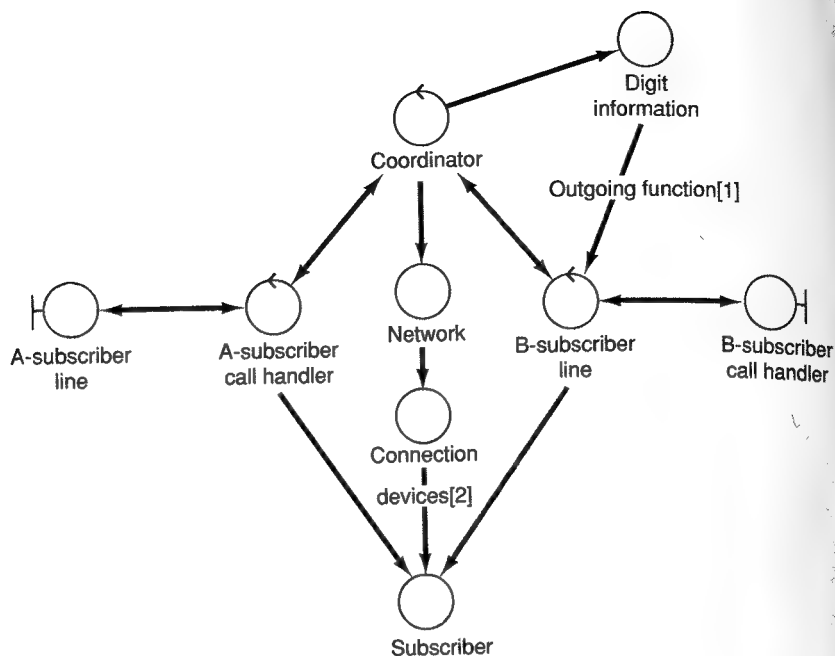 Digit
information
Coordinator
Outgoing function[1]
A-subscriber
line
A-subscriber
call handler
Network
B-subscriber
line
B-subscriber
call handler
Connection
devices[2]
Subscriber